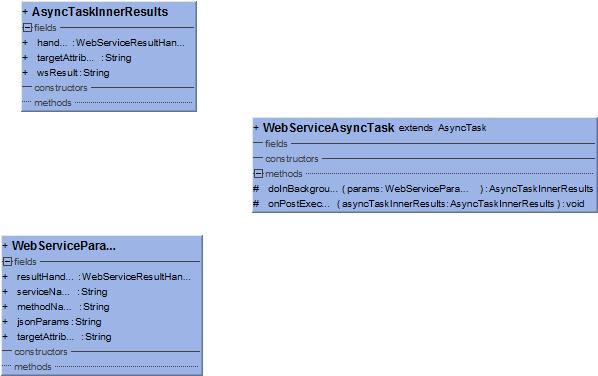 + AsyncTaskInnerResults
fields
+ hand... :WebServiceResultHan...
+ targetAttrib... :String
+ wsResult:String
constructors
methods
+ WebServiceAsyncTask extends AsyncTask
fields
constructors
methods
# doInBackgrou... ( params:WebServicePara... ):AsyncTaskInnerResults
# onPostExec... ( asyncTaskInnerResults:AsyncTaskInnerResults ):void
+ WebServicePara...
fields
+ resultHand... :WebServiceResultHan...
+ serviceNa... :String
+ methodNa... :String
+ jsonParams:String
+ targetAttrib... :String
constructors
methods